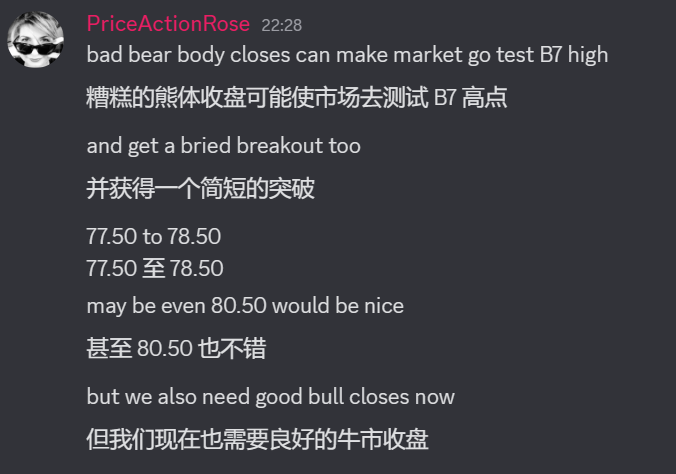 PriceActionRose 22:28
bad bear body closes can make market go test B7 high
糟糕的熊体收盘可能使市场去测试 B7 高点
and get a bried breakout too
并获得一个简短的突破
77.50 to 78.50
77.50 至 78.50
may be even 80.50 would be nice
甚至 80.50 也不错
but we also need good bull closes now
但我们现在也需要良好的牛市收盘